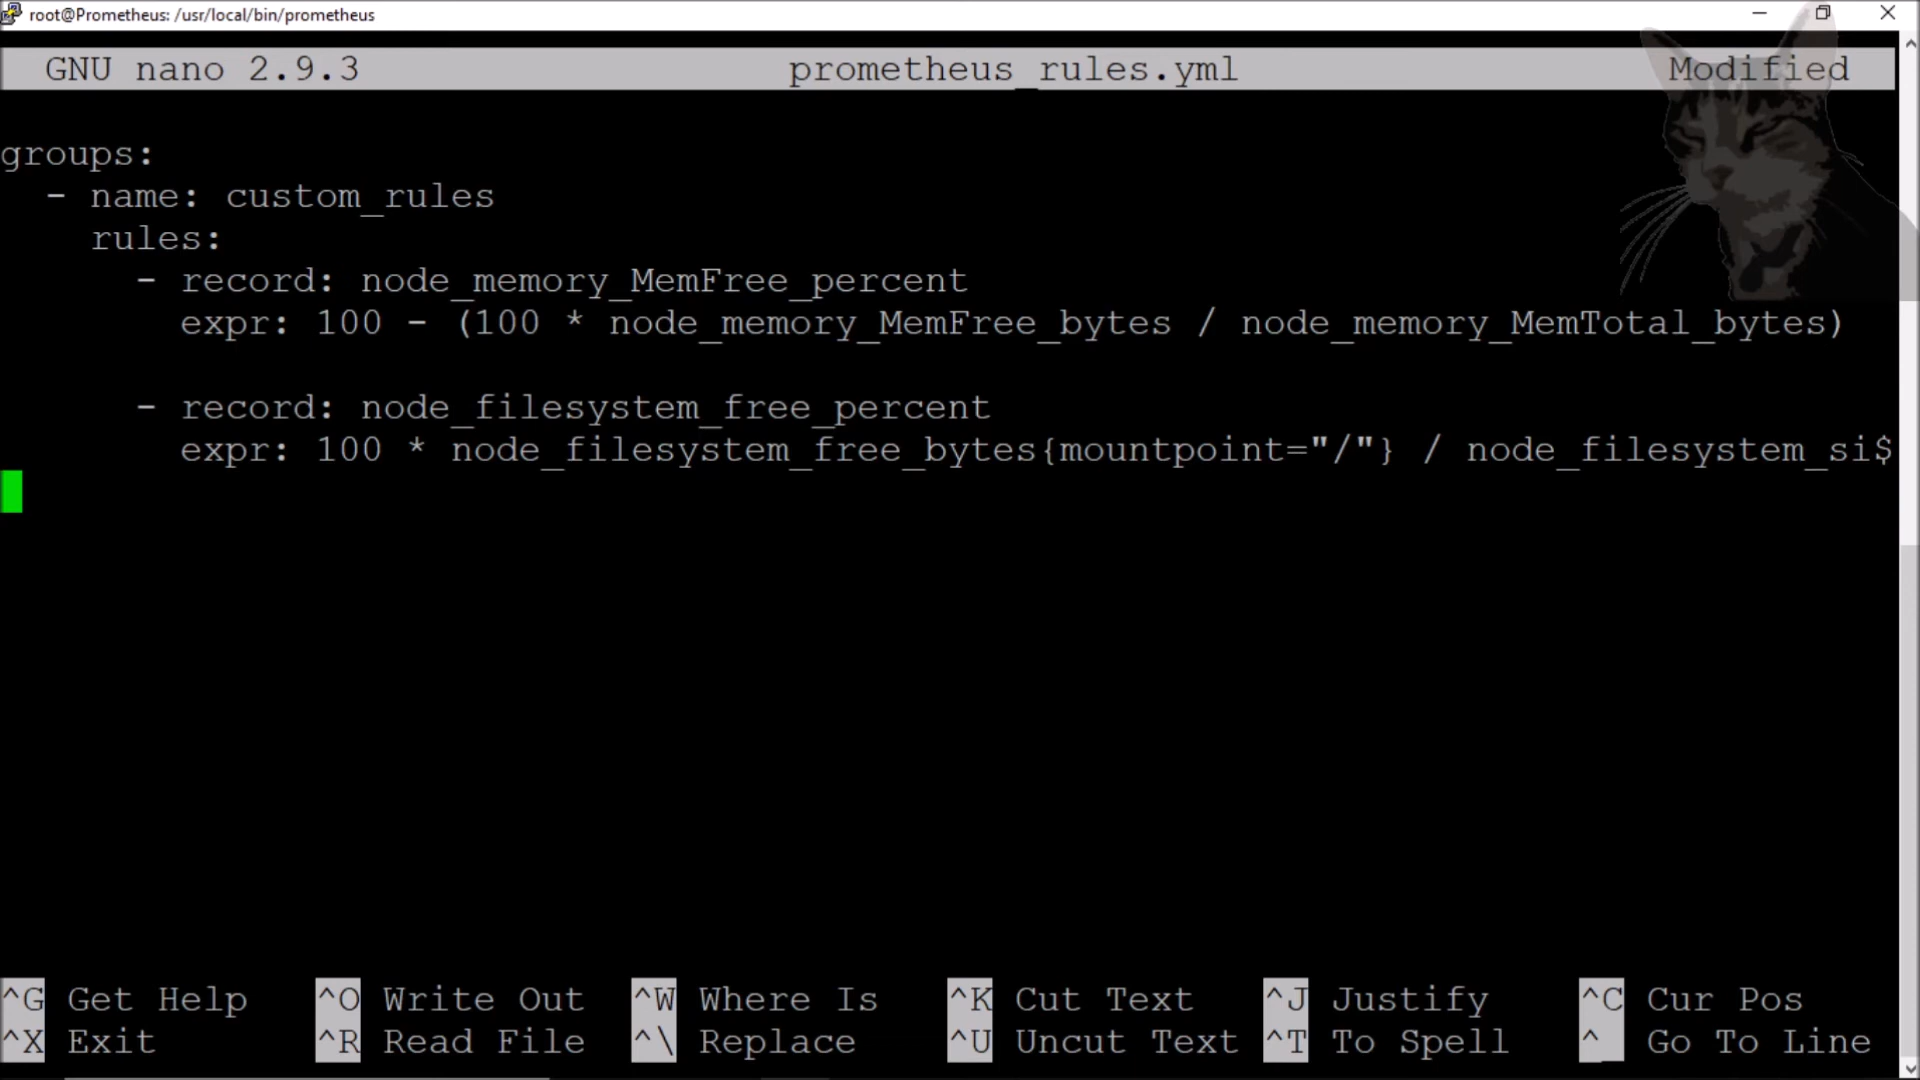 root@Prometheus: /usr/local/bin/prometheus
GNU nano 2.9.3 prometheus_rules.yml Modified
groups:
  - name: custom_rules
    rules:
      - record: node_memory_MemFree_percent
        expr: 100 - (100 * node_memory_MemFree_bytes / node_memory_MemTotal_bytes)
      - record: node_filesystem_free_percent
        expr: 100 * node_filesystem_free_bytes{mountpoint="/"} / node_filesystem_si$
^G Get Help ^O Write Out ^W Where Is ^K Cut Text ^J Justify ^C Cur Pos
^X Exit ^R Read File ^\ Replace ^U Uncut Text ^T To Spell ^_ Go To Line